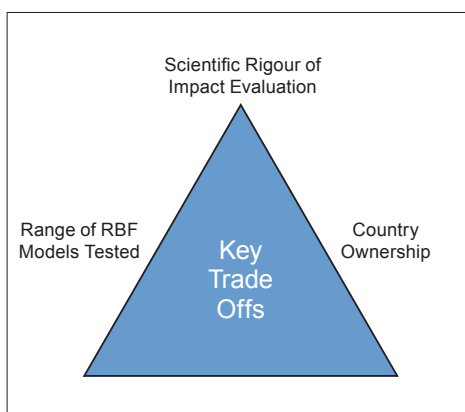 Scientific Rigour of
Impact Evaluation
Range of RBF
Models Tested
Key
Trade
Offs
Country
Ownership